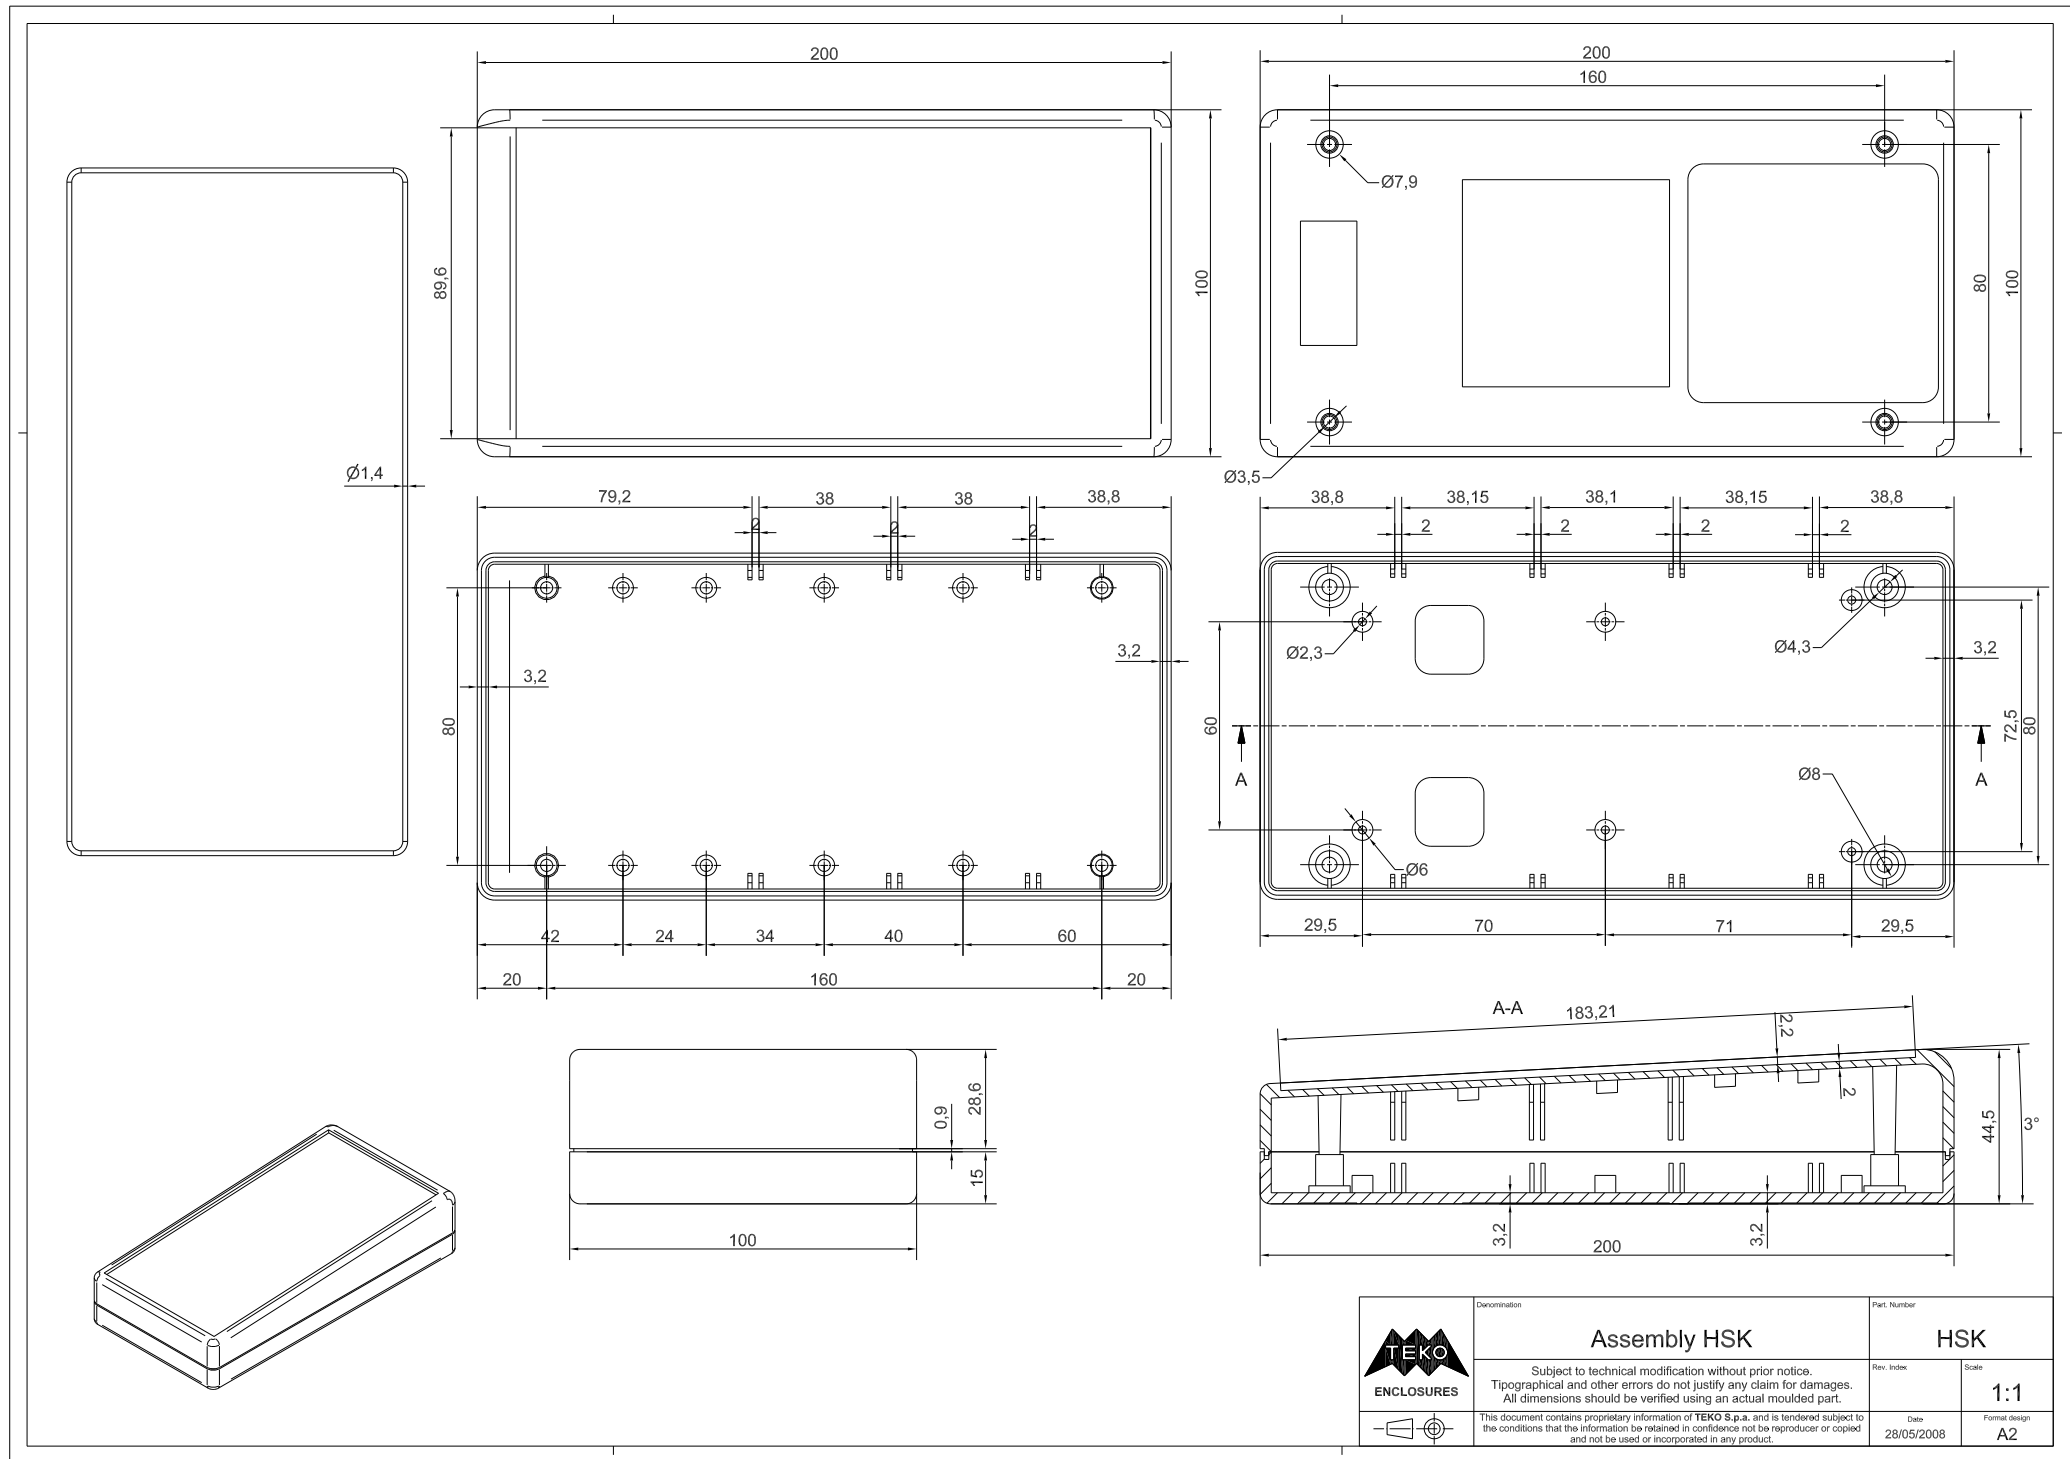 200
89,6
100
200
160
Ø7,9
80
100
Ø3,5
Ø1,4
79,2
38
38
38,8
2
2
2
3,2
3,2
80
42
24
34
40
60
20
160
20
38,8
38,15
38,1
38,15
38,8
2
2
2
2
Ø2,3
Ø4,3
3,2
60
72,5
80
A
A
Ø8
Ø6
29,5
70
71
29,5
28,6
0,9
15
100
A-A
183,21
2,2
2
44,5
3°
3,2
3,2
200
TEKO
ENCLOSURES
Denomination
Assembly HSK
Part. Number
HSK
Subject to technical modification without prior notice.
Tipographical and other errors do not justify any claim for damages.
All dimensions should be verified using an actual moulded part.
Rev. Index
Scale
1:1
This document contains proprietary information of TEKO S.p.a. and is tendered subject to
the conditions that the information be retained in confidence not be reproducer or copied
and not be used or incorporated in any product.
Date
28/05/2008
Format design
A2